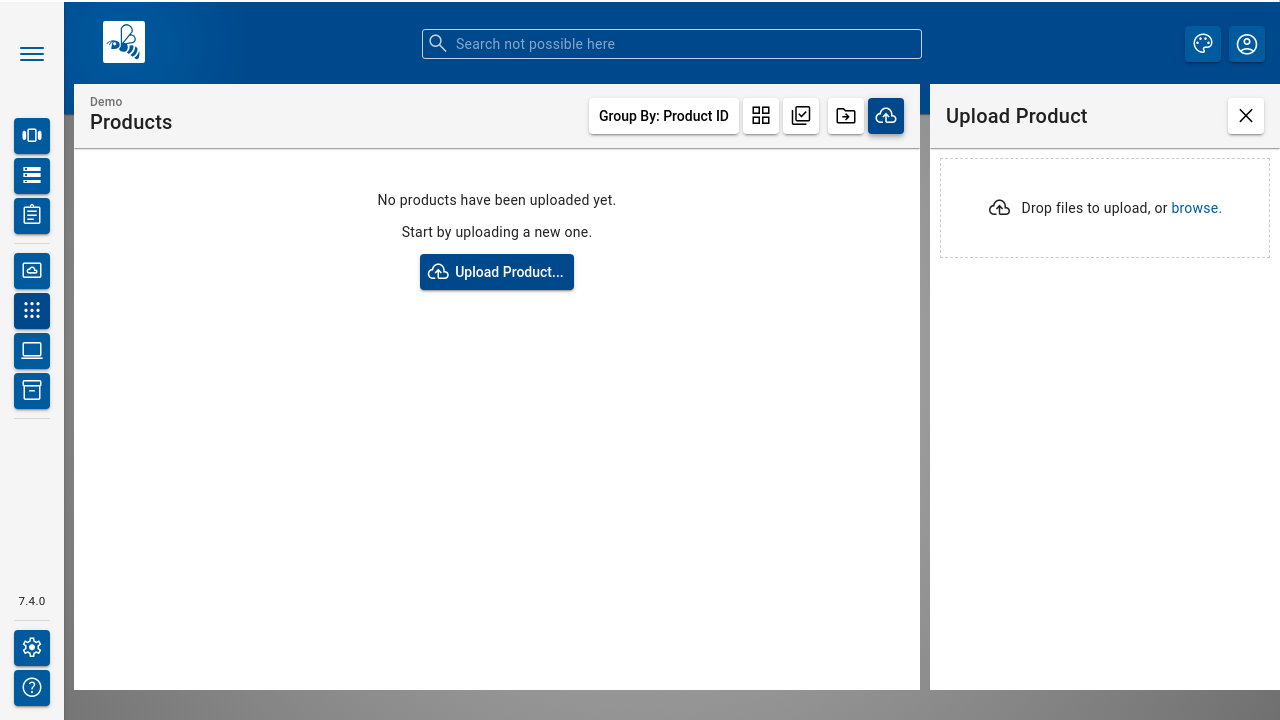 Search not possible here
Demo
Products
Group By: Product ID
Upload Product
No products have been uploaded yet.
Start by uploading a new one.
Upload Product...
Drop files to upload, or browse.
7.4.0